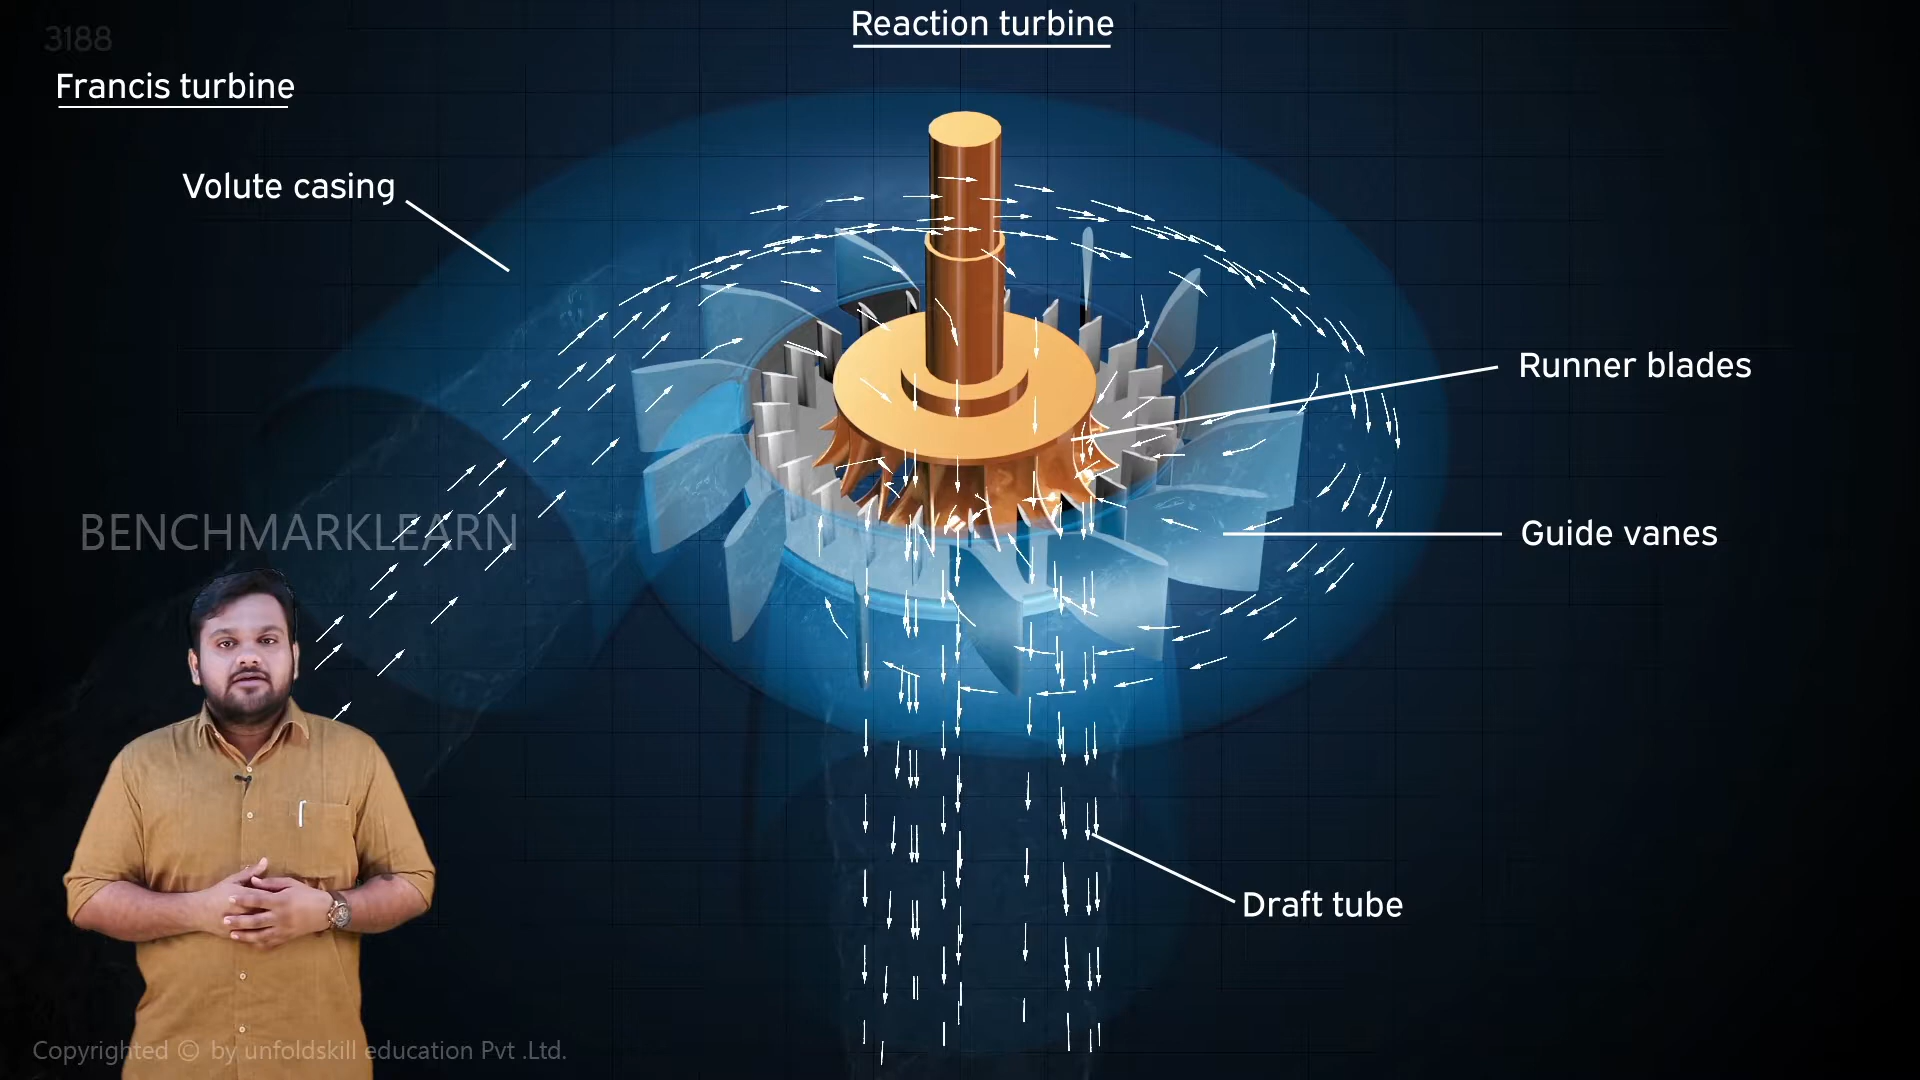 3188
Reaction turbine
Francis turbine
Volute casing
Runner blades
BENCHMARKLEARN
Guide vanes
Draft tube
Copyrighted © by unfoldskill education Pvt .Ltd.